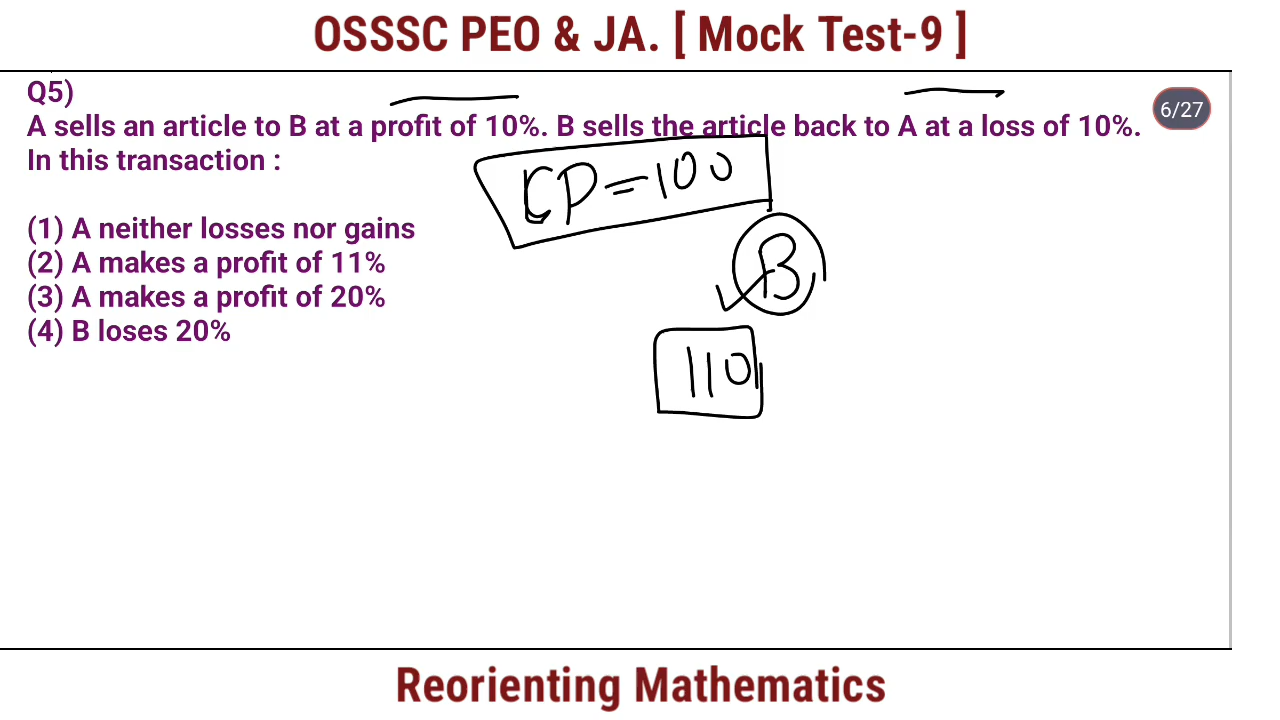 OSSSC PEO & JA. [ Mock Test-9 ]
Q5)
6/27
A sells an article to B at a profit of 10%. B sells the article back to A at a loss of 10%.
In this transaction :
CP=100
(1) A neither losses nor gains
B
(2) A makes a profit of 11%
(3) A makes a profit of 20%
(4) B loses 20%
110
Reorienting Mathematics